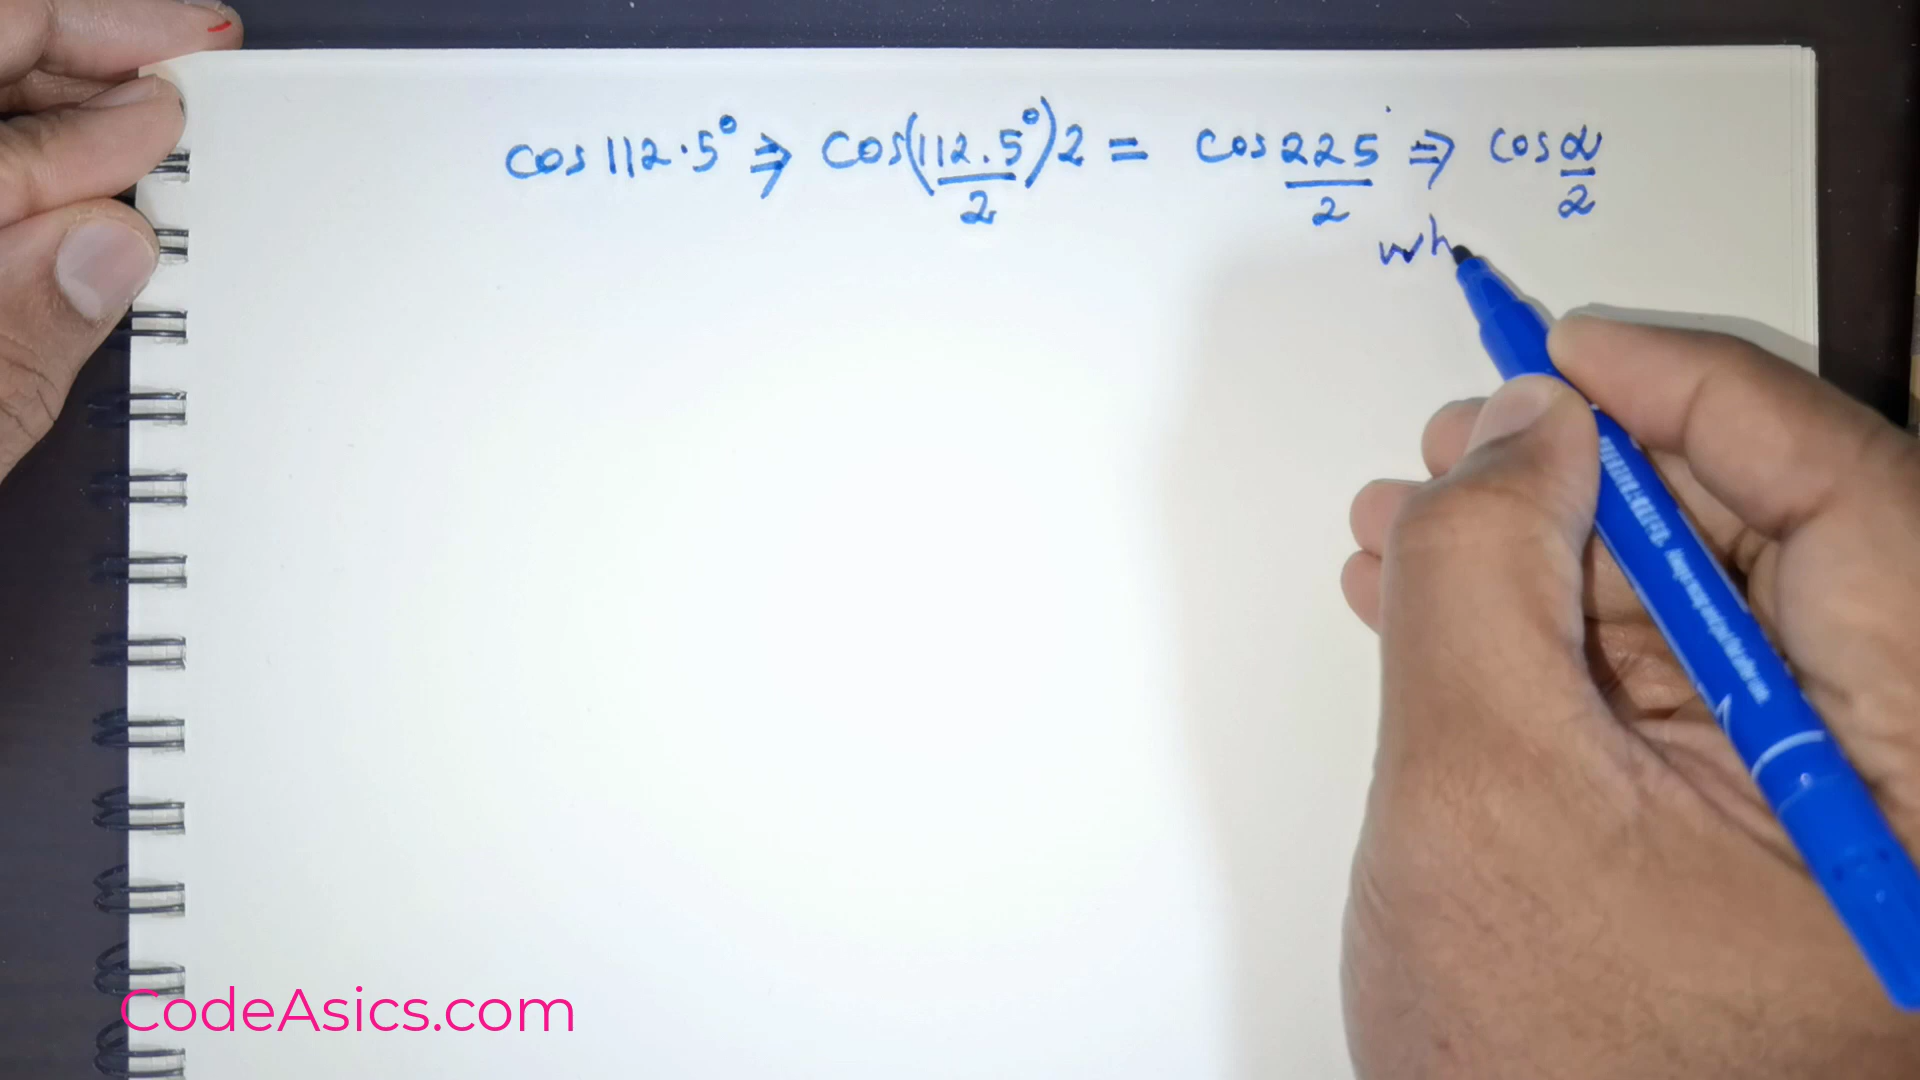 cos 112.5° ⇒ cos(112.5°/2)2 = cos 225/2 ⇒ cos α/2
wh
CodeAsics.com